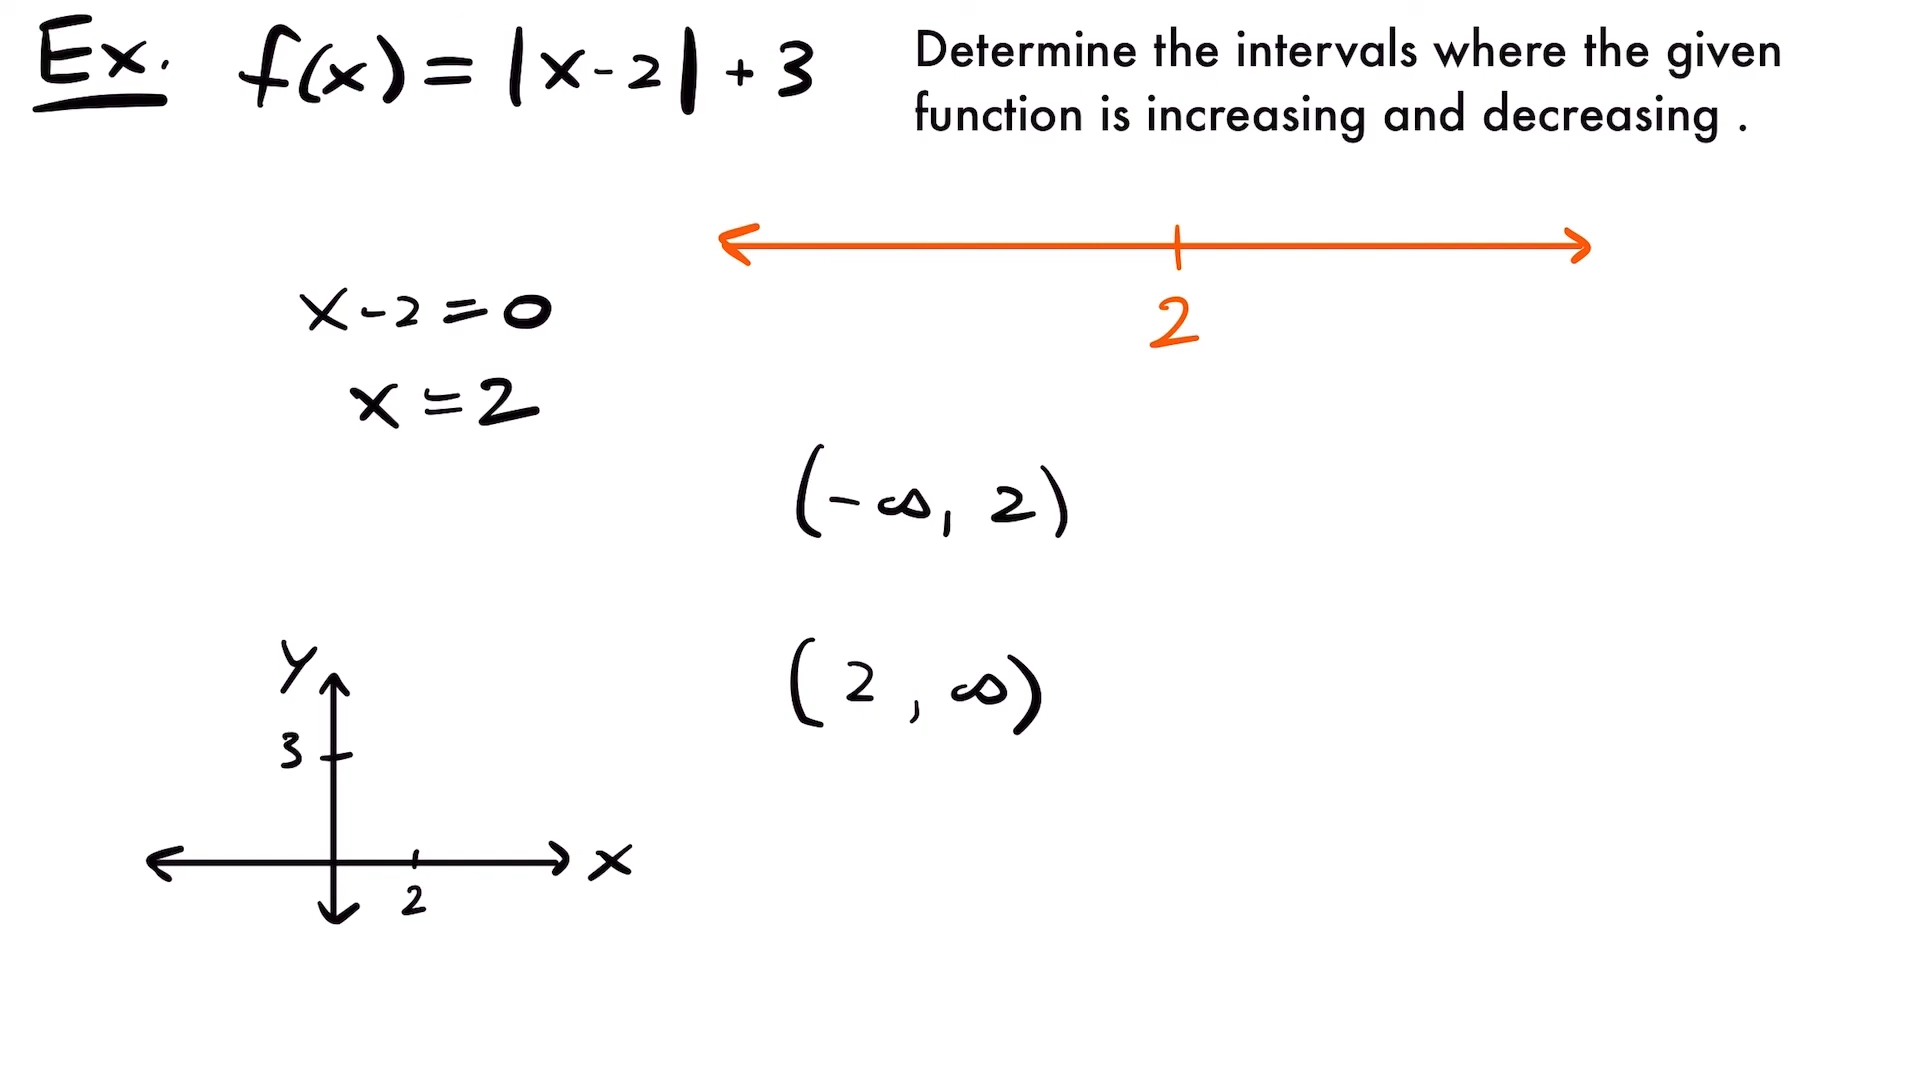 Ex. f(x) = |x-2| + 3
Determine the intervals where the given
function is increasing and decreasing .
2
x-2=0
x=2
(-∞, 2)
(2, ∞)
y
3
x
2